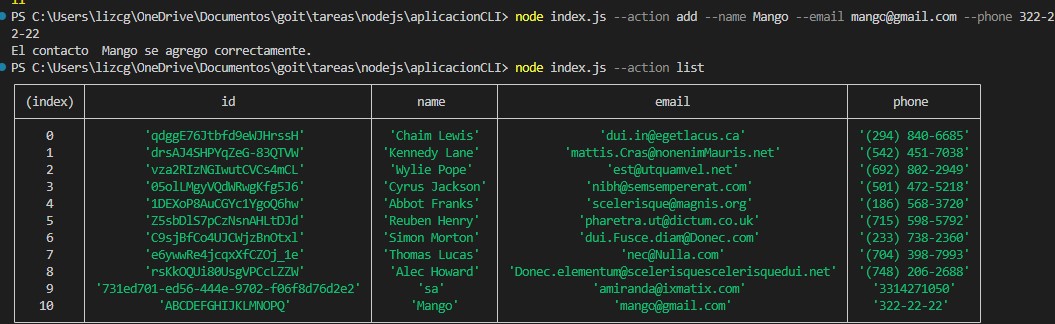 PS C:\Users\lizcg\OneDrive\Documentos\goit\tareas\nodejs\aplicacionCLI> node index.js --action add --name Mango --email mango@gmail.com --phone 322-2
2-22
El contacto  Mango se agrego correctamente.
PS C:\Users\lizcg\OneDrive\Documentos\goit\tareas\nodejs\aplicacionCLI> node index.js --action list
(index) id name email phone
0 'qdggE76Jtbfd9eWJHrssH' 'Chaim Lewis' 'dui.in@egetlacus.ca' '(294) 840-6685'
1 'drsAJ4SHPYqZeG-83QTVW' 'Kennedy Lane' 'mattis.Cras@nonenimMauris.net' '(542) 451-7038'
2 'vza2RIzNGIwutCVCs4mCL' 'Wylie Pope' 'est@utquamvel.net' '(692) 802-2949'
3 '05olLMgyVQdWRwgKfg5J6' 'Cyrus Jackson' 'nibh@semsempererat.com' '(501) 472-5218'
4 '1DEXoP8AuCGYc1YgoQ6hw' 'Abbot Franks' 'scelerisque@magnis.org' '(186) 568-3720'
5 'Z5sbDlS7pCzNsnAHLtDJd' 'Reuben Henry' 'pharetra.ut@dictum.co.uk' '(715) 598-5792'
6 'C9sjBfCo4UJCWjzBnOtxl' 'Simon Morton' 'dui.Fusce.diam@Donec.com' '(233) 738-2360'
7 'e6ywwRe4jcqxXfCZOj_1e' 'Thomas Lucas' 'nec@Nulla.com' '(704) 398-7993'
8 'rsKkOQUi80UsgVPCcLZZW' 'Alec Howard' 'Donec.elementum@scelerisquescelerisquedui.net' '(748) 206-2688'
9 '731ed701-ed56-444e-9702-f06f8d76d2e2' 'sa' 'amiranda@ixmatix.com' '3314271050'
10 'ABCDEFGHIJKLMNOPQ' 'Mango' 'mango@gmail.com' '322-22-22'